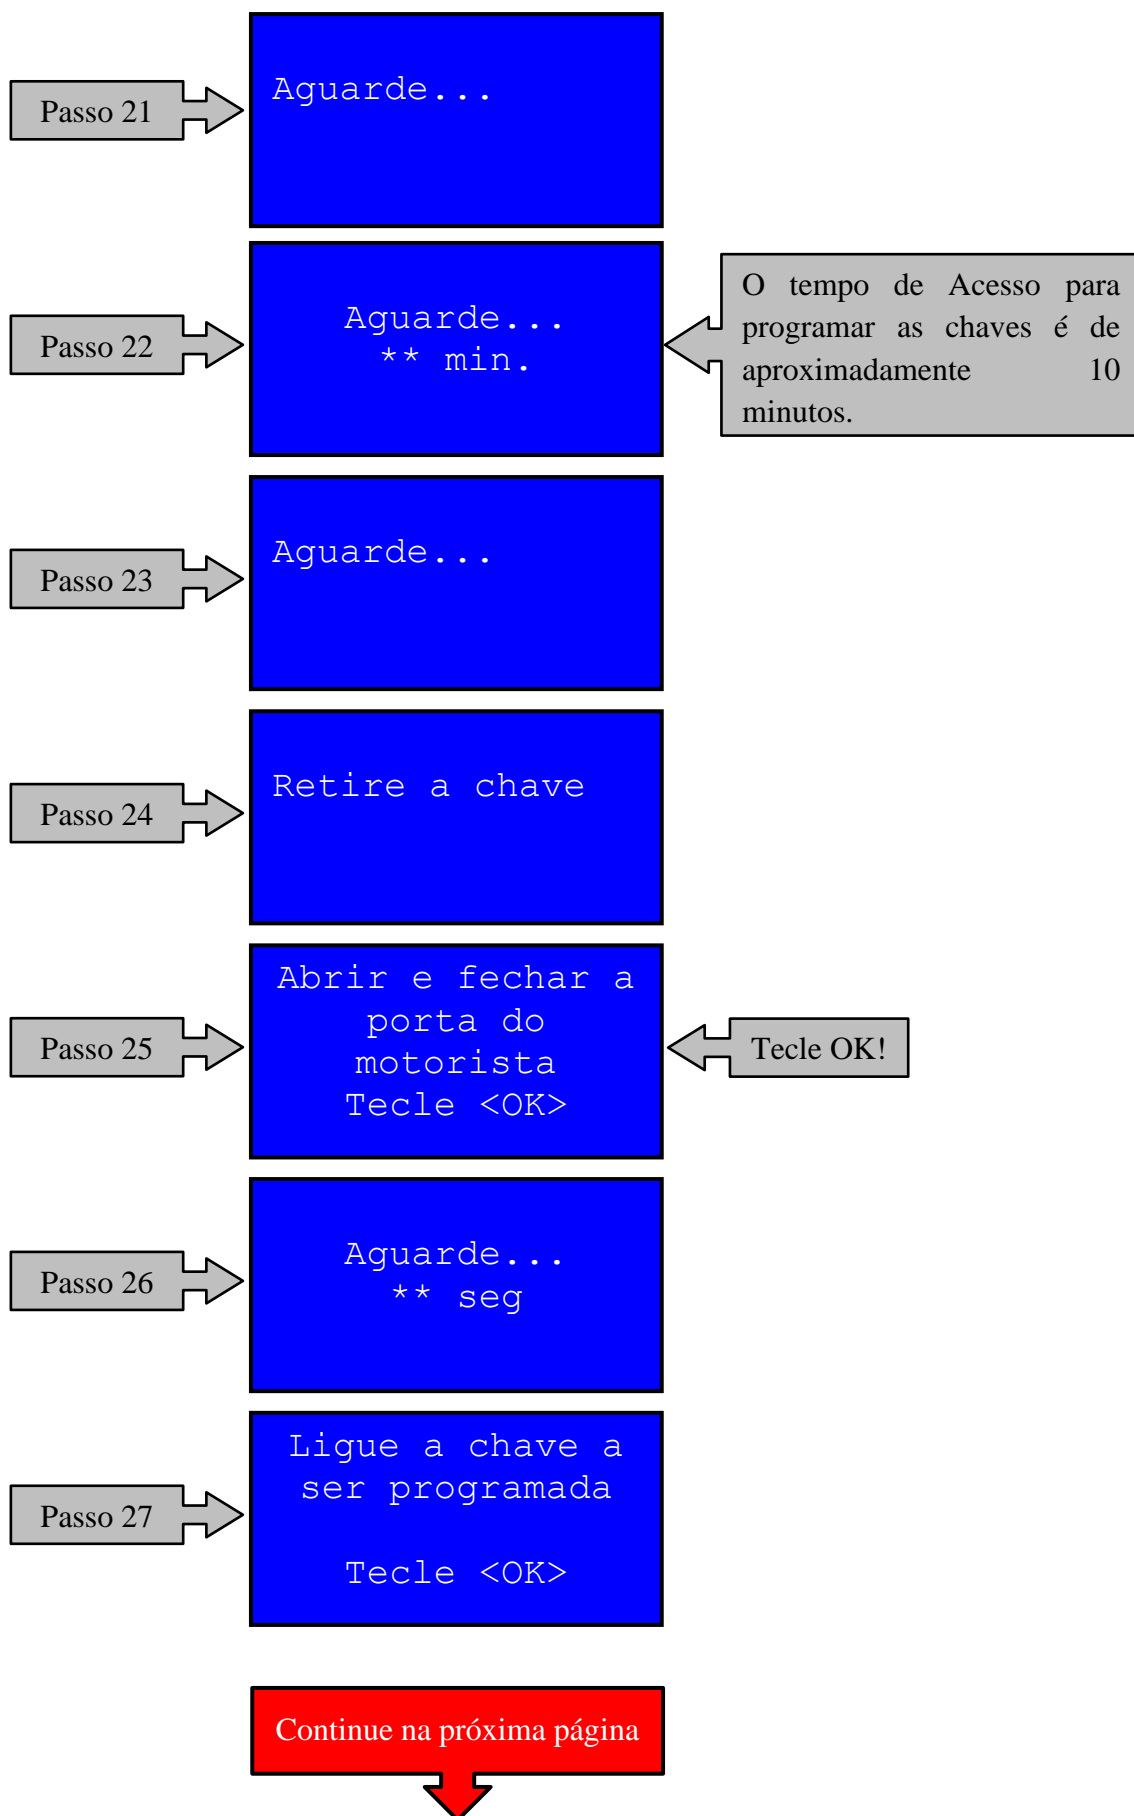 Passo 21
Aguarde...
Passo 22
Aguarde...
** min.
O tempo de Acesso para
programar as chaves é de
aproximadamente 10
minutos.
Passo 23
Aguarde...
Passo 24
Retire a chave
Passo 25
Abrir e fechar a
porta do
motorista
Tecle <OK>
Tecle OK!
Passo 26
Aguarde...
** seg
Passo 27
Ligue a chave a
ser programada
Tecle <OK>
Continue na próxima página